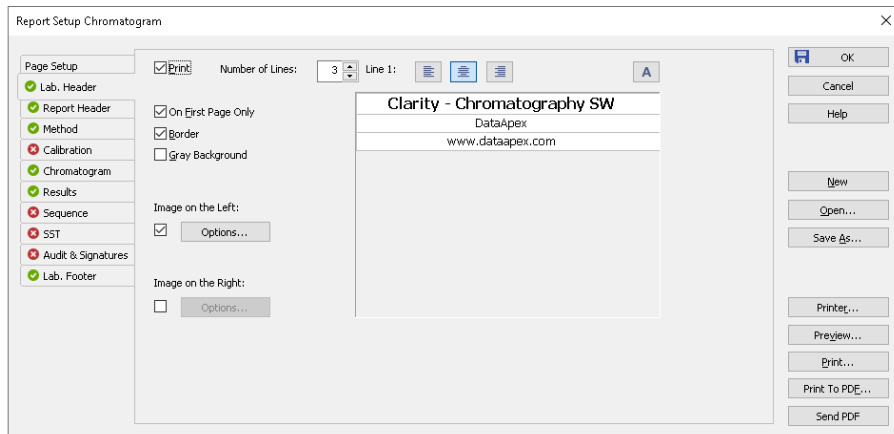 Report Setup Chromatogram
Page Setup
Lab. Header
Report Header
Method
Calibration
Chromatogram
Results
Sequence
SST
Audit & Signatures
Lab. Footer
Print
Number of Lines:
3
Line 1:
A
On First Page Only
Border
Gray Background
Image on the Left:
Options...
Image on the Right:
Options...
Clarity - Chromatography SW
DataApex
www.dataapex.com
OK
Cancel
Help
New
Open...
Save As...
Printer...
Preview...
Print...
Print To PDF...
Send PDF